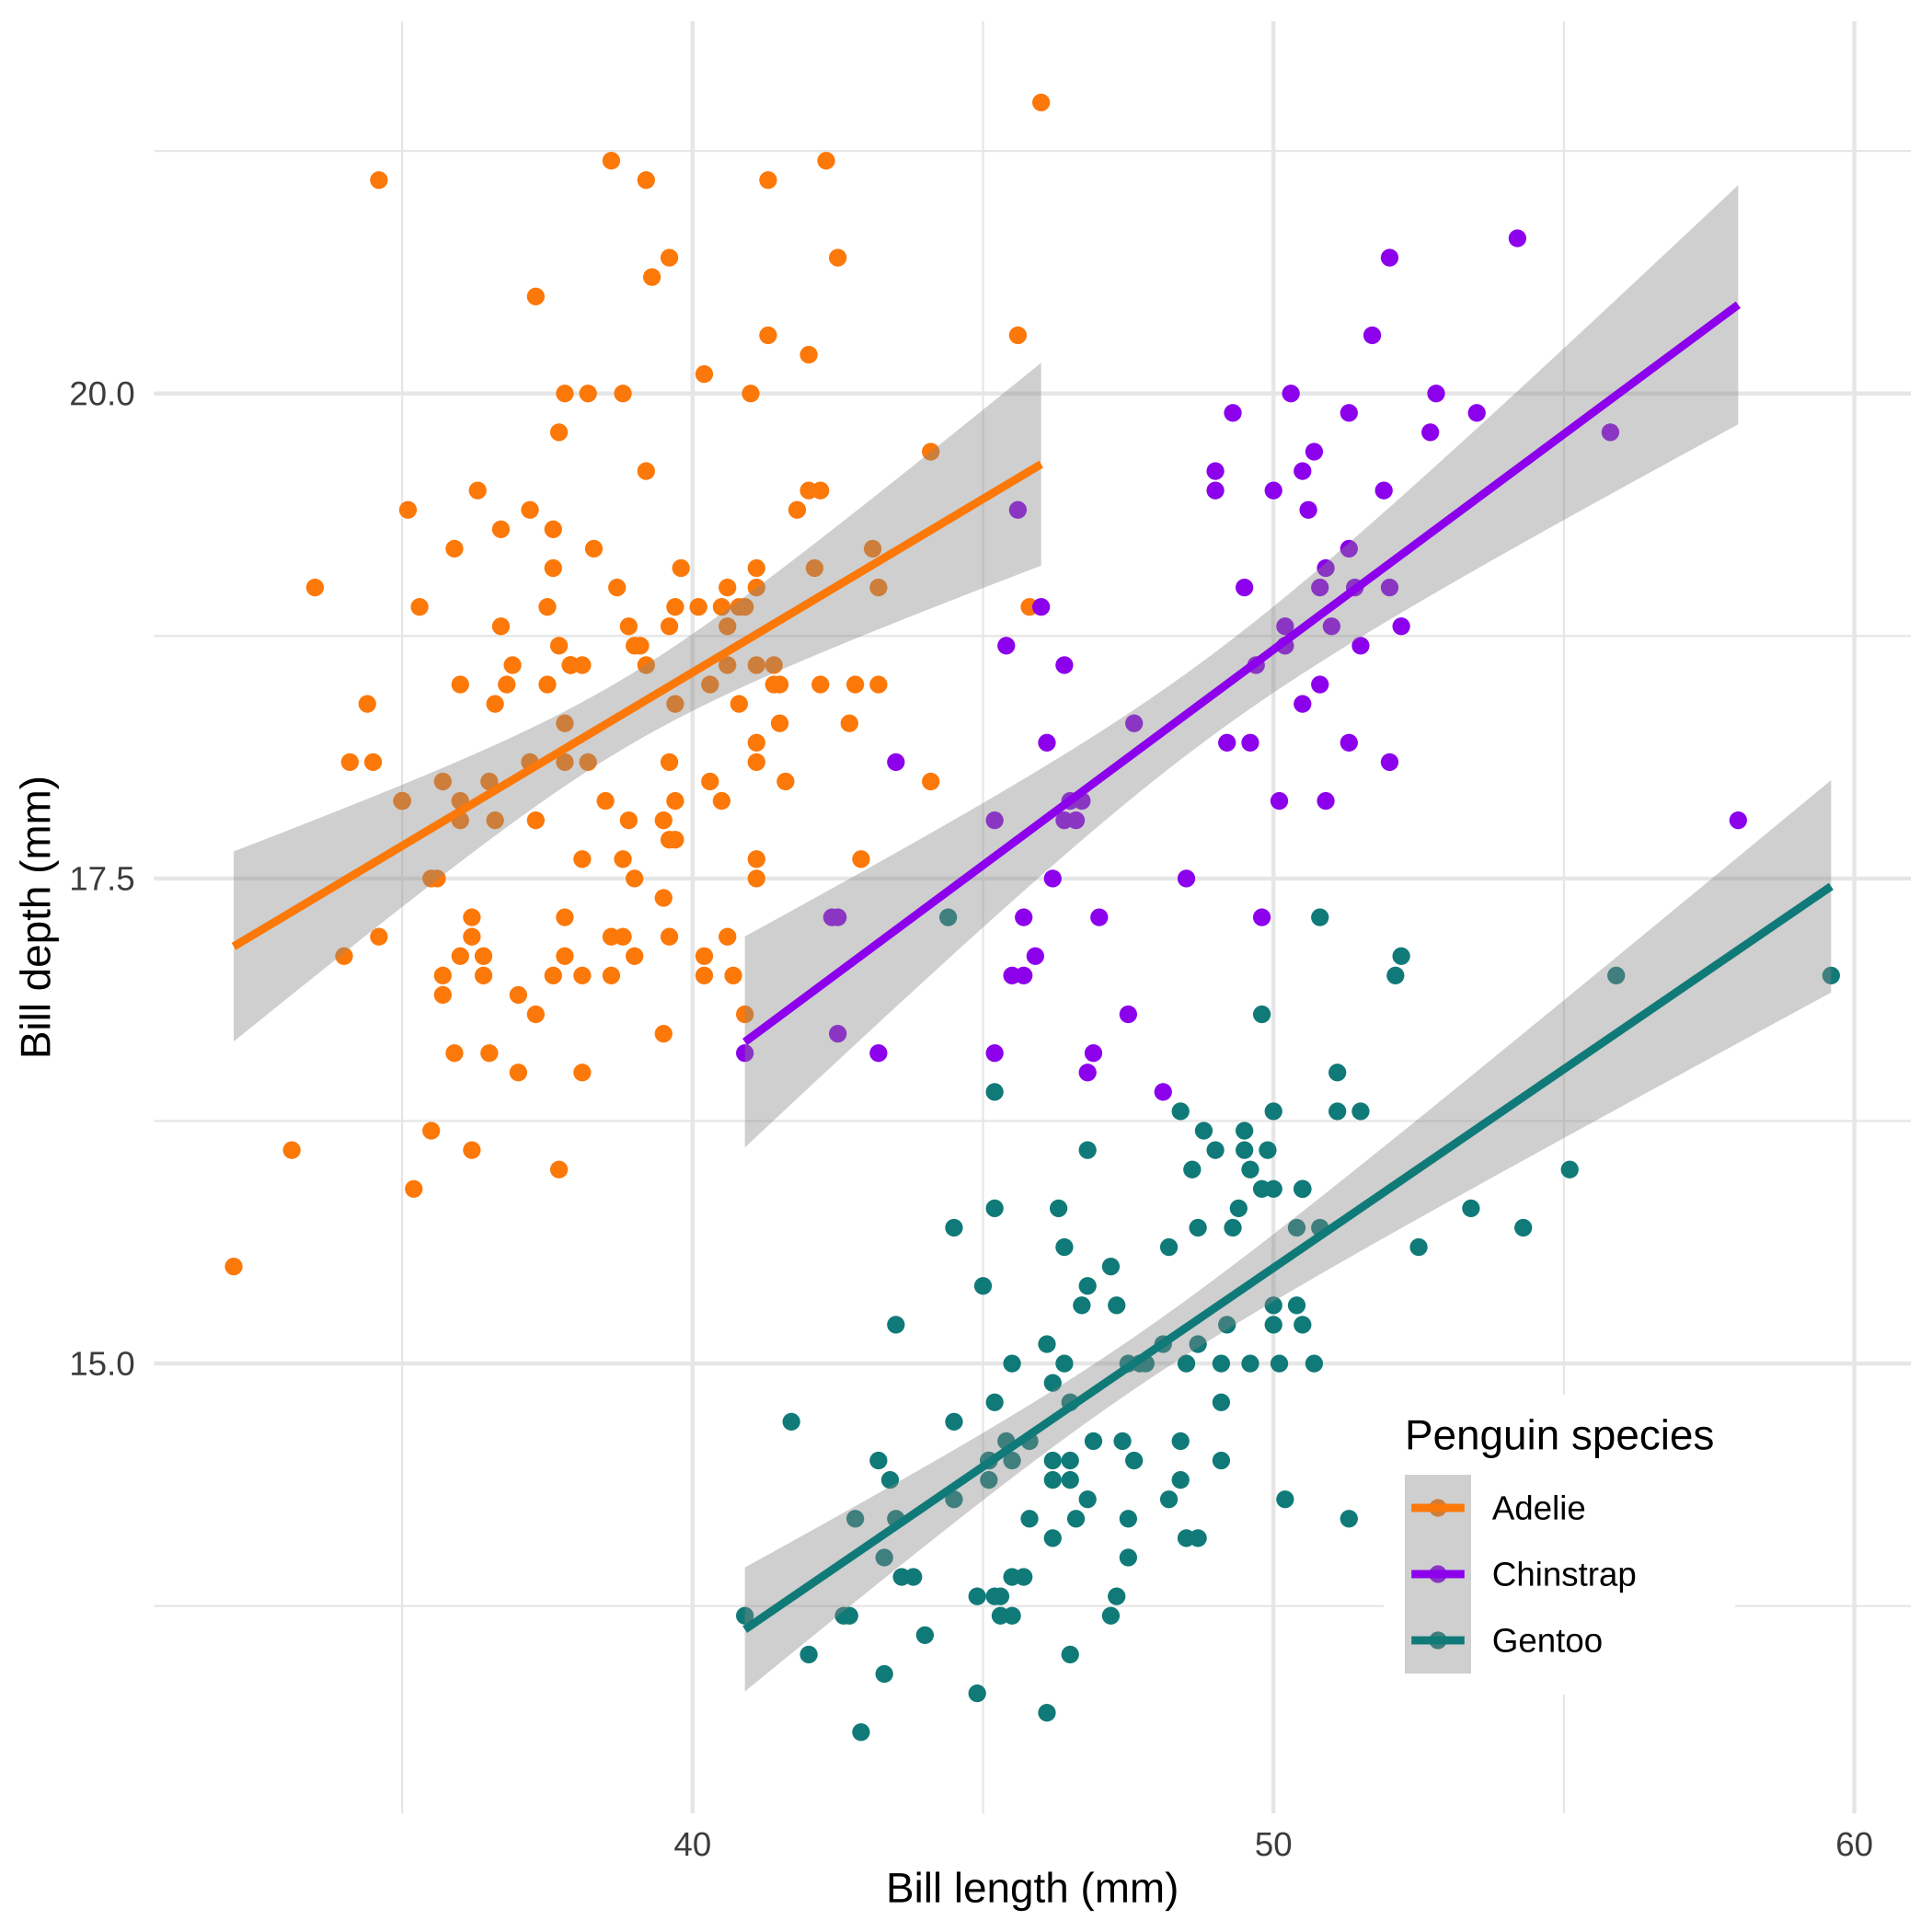 20.0
17.5
15.0
Bill depth (mm)
40
50
60
Bill length (mm)
Penguin species
Adelie
Chinstrap
Gentoo